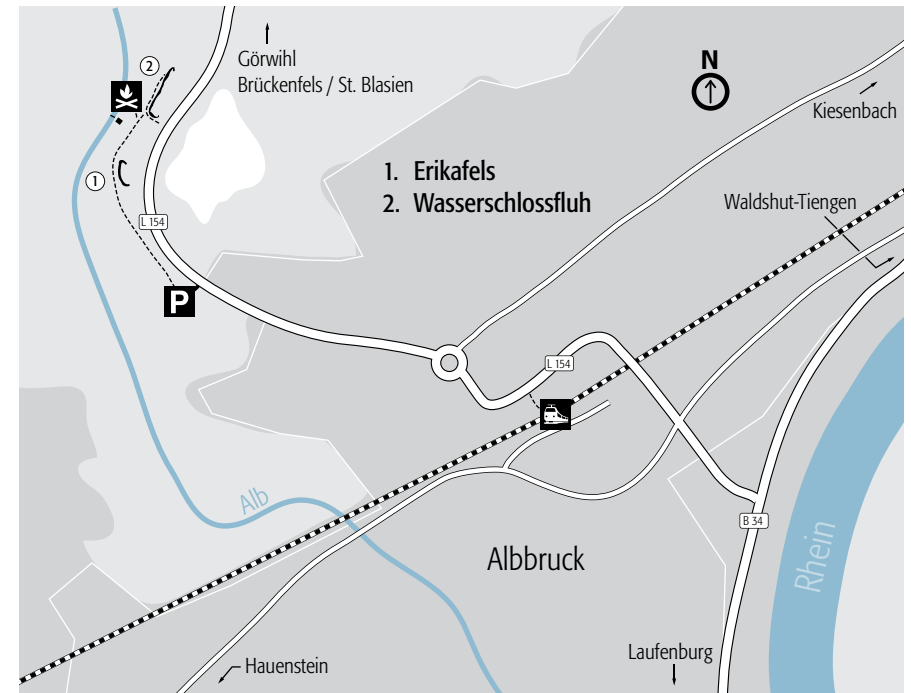 Görwihl
Brückenfels / St. Blasien
N
Kiesenbach
2
1
1. Erikafels
2. Wasserschlossfluh
Waldshut-Tiengen
L 154
P
L 154
Alb
B 34
Albbruck
Rhein
Hauenstein
Laufenburg